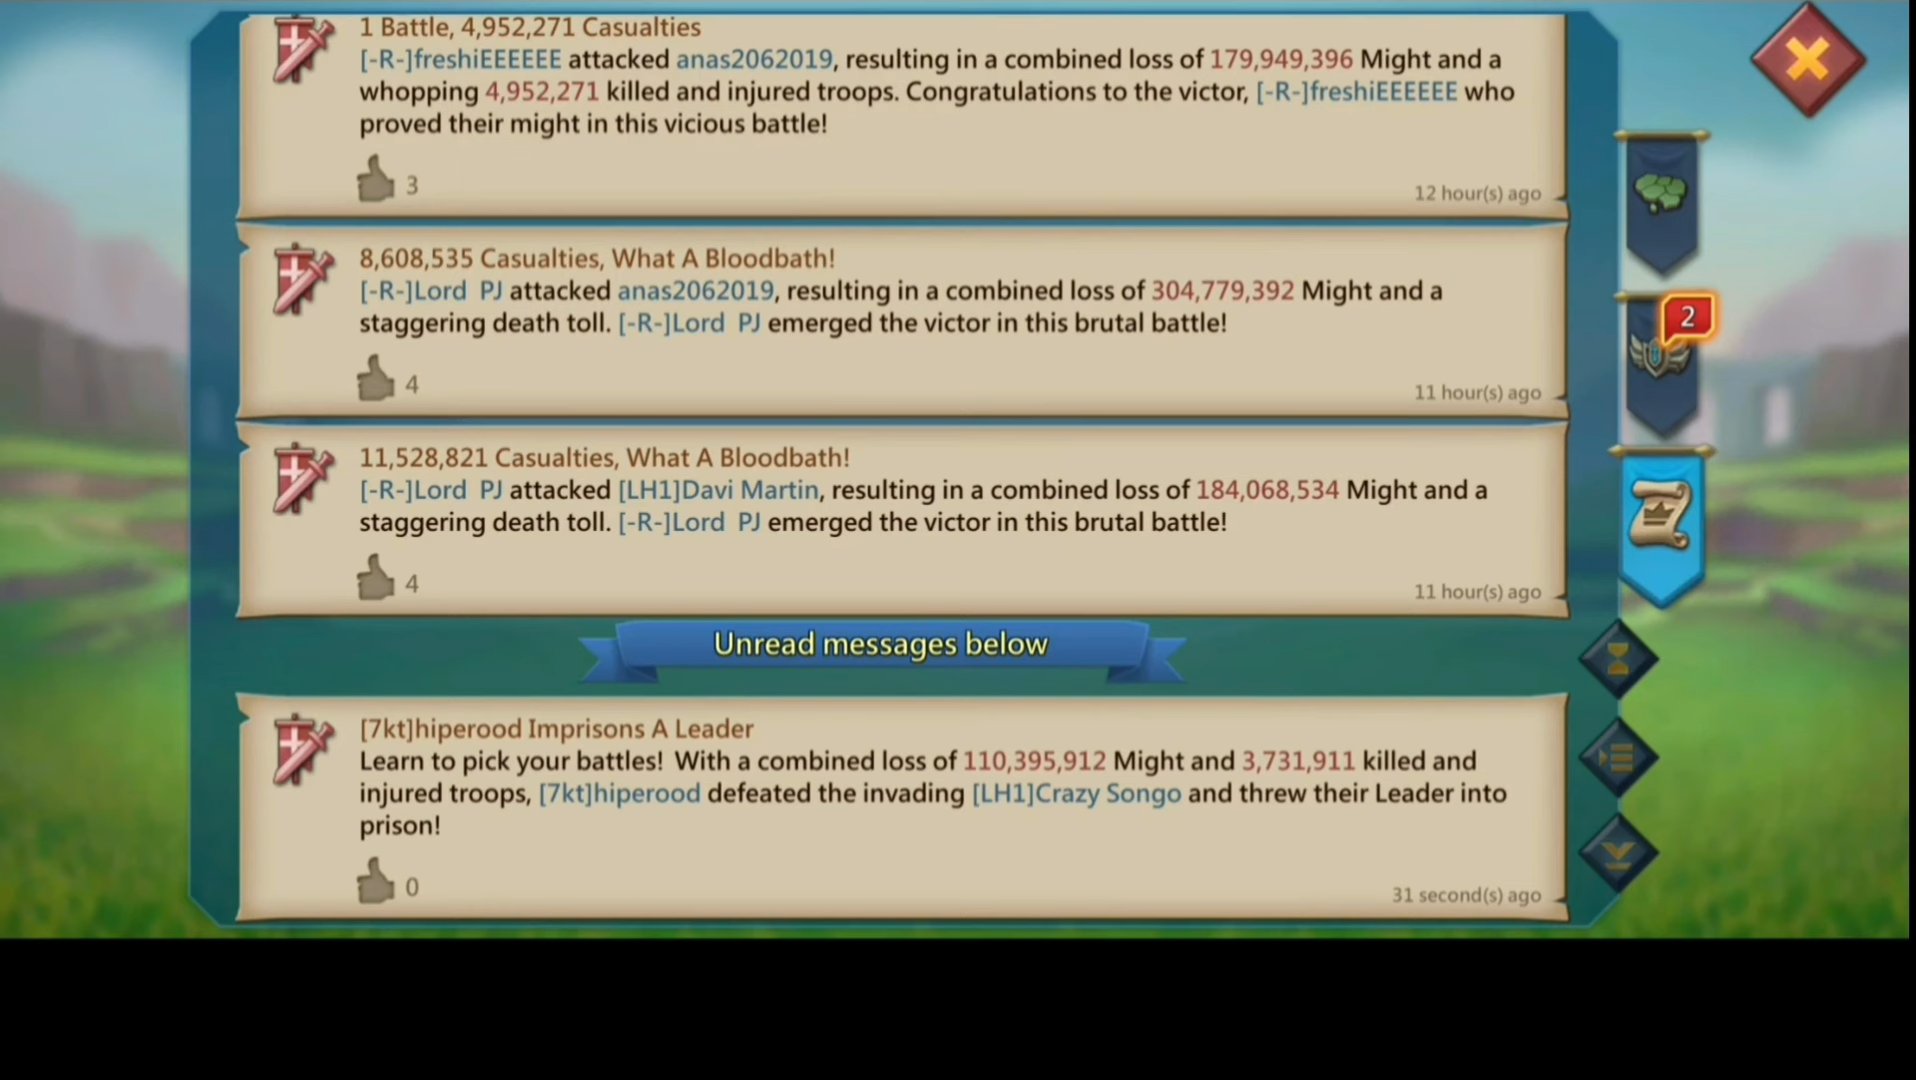 1 Battle, 4,952,271 Casualties
[-R-]freshiEEEEEE attacked anas2062019, resulting in a combined loss of 179,949,396 Might and a
whopping 4,952,271 killed and injured troops. Congratulations to the victor, [-R-]freshiEEEEEE who
proved their might in this vicious battle!
3
12 hour(s) ago
8,608,535 Casualties, What A Bloodbath!
[-R-]Lord PJ attacked anas2062019, resulting in a combined loss of 304,779,392 Might and a
staggering death toll. [-R-]Lord PJ emerged the victor in this brutal battle!
2
4
11 hour(s) ago
11,528,821 Casualties, What A Bloodbath!
[-R-]Lord PJ attacked [LH1]Davi Martin, resulting in a combined loss of 184,068,534 Might and a
staggering death toll. [-R-]Lord PJ emerged the victor in this brutal battle!
4
11 hour(s) ago
Unread messages below
[7kt]hiperood Imprisons A Leader
Learn to pick your battles! With a combined loss of 110,395,912 Might and 3,731,911 killed and
injured troops, [7kt]hiperood defeated the invading [LH1]Crazy Songo and threw their Leader into
prison!
0
31 second(s) ago